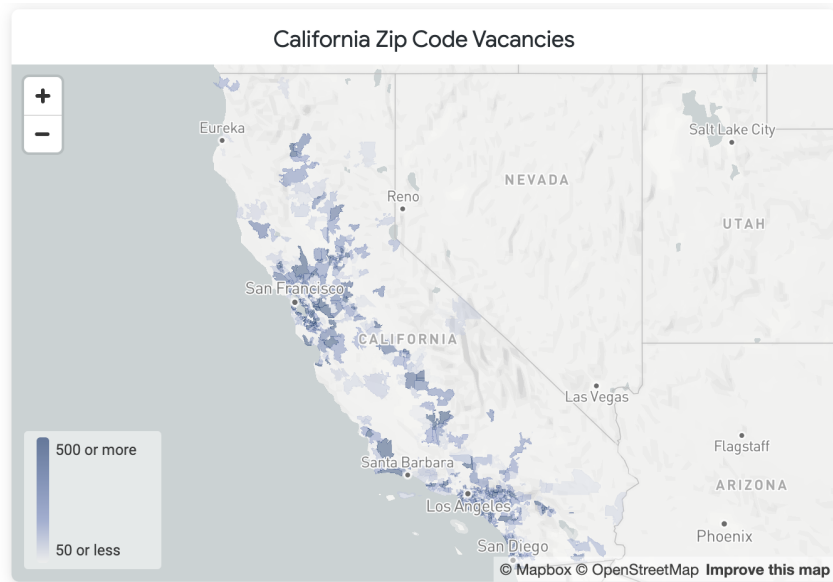 California Zip Code Vacancies
+
−
Eureka
Salt Lake City
NEVADA
Reno
UTAH
San Francisco
CALIFORNIA
Las Vegas
500 or more
Flagstaff
Santa Barbara
ARIZONA
Los Angeles
Phoenix
San Diego
50 or less
© Mapbox © OpenStreetMap Improve this map